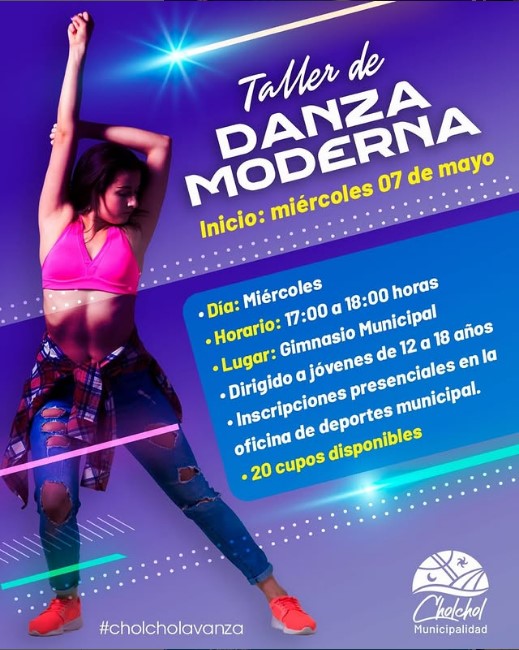 Taller de
DANZA
MODERNA
Inicio: miércoles 07 de mayo
• Día: Miércoles
• Horario: 17:00 a 18:00 horas
• Lugar: Gimnasio Municipal
• Dirigido a jóvenes de 12 a 18 años
• Inscripciones presenciales en la
oficina de deportes municipal.
• 20 cupos disponibles
#cholcholavanza
Cholchol
Municipalidad